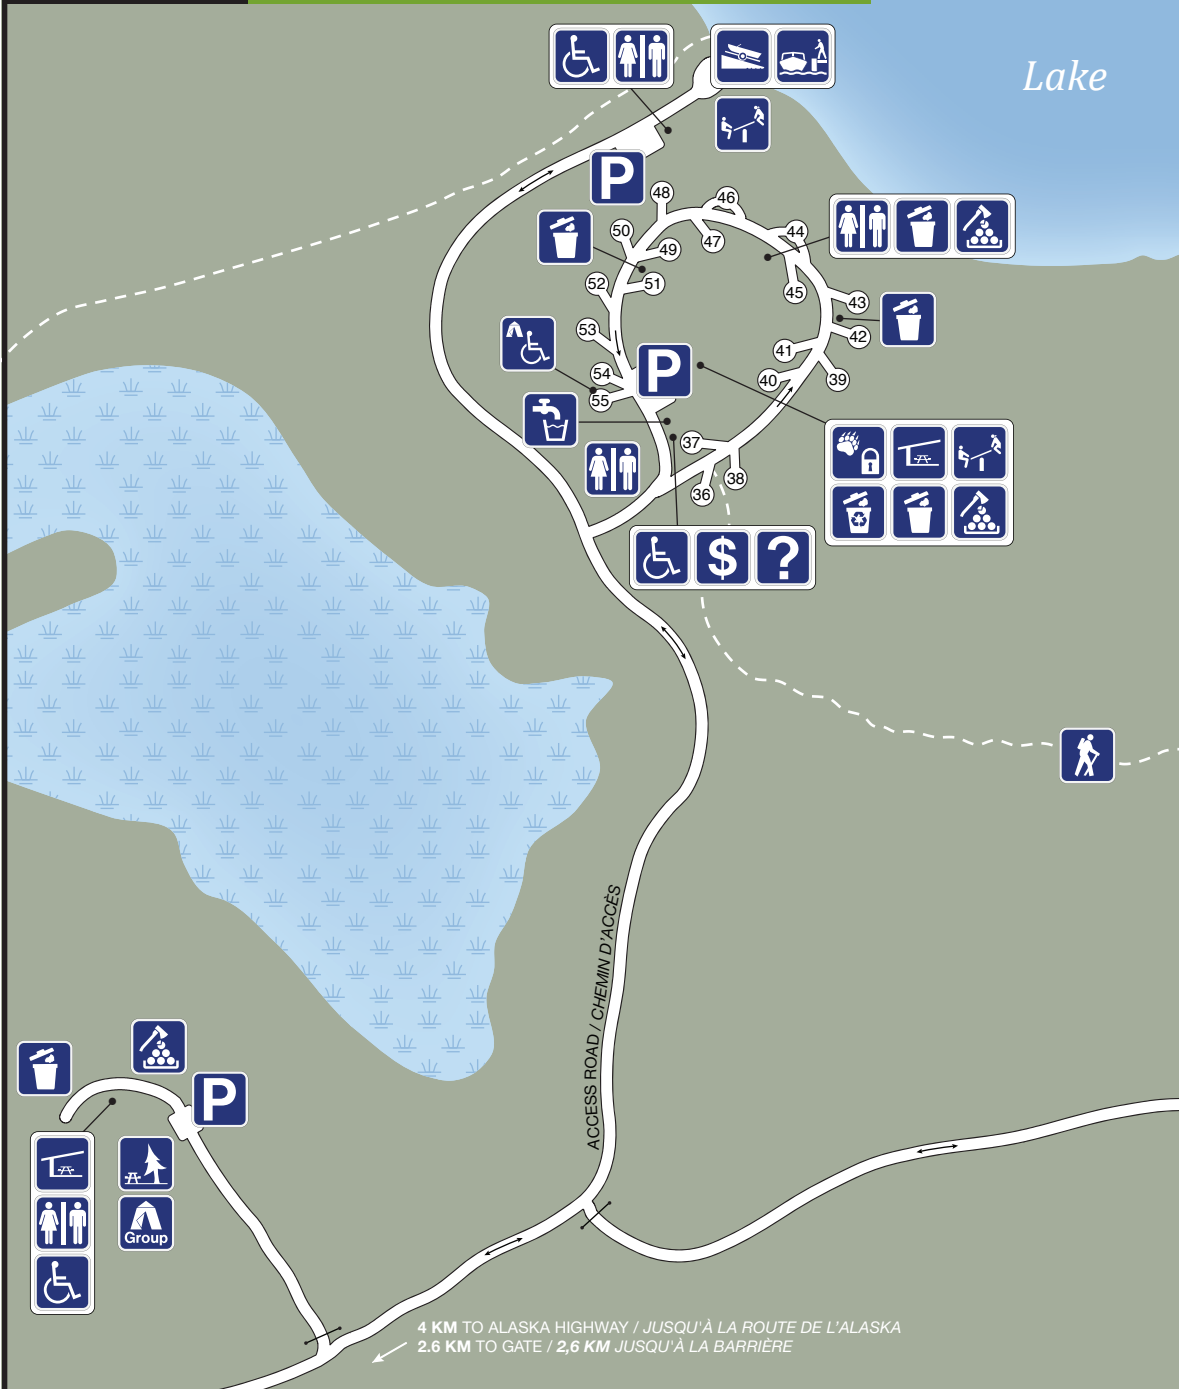 Lake
P
48
46
50
47
44
49
52
51
45
43
53
42
41
P
54
40
39
55
37
38
36
$ ?
ACCESS ROAD / CHEMIN D'ACCÈS
P
Group
4 KM TO ALASKA HIGHWAY / JUSQU'À LA ROUTE DE L'ALASKA
2.6 KM TO GATE / 2,6 KM JUSQU'À LA BARRIÈRE